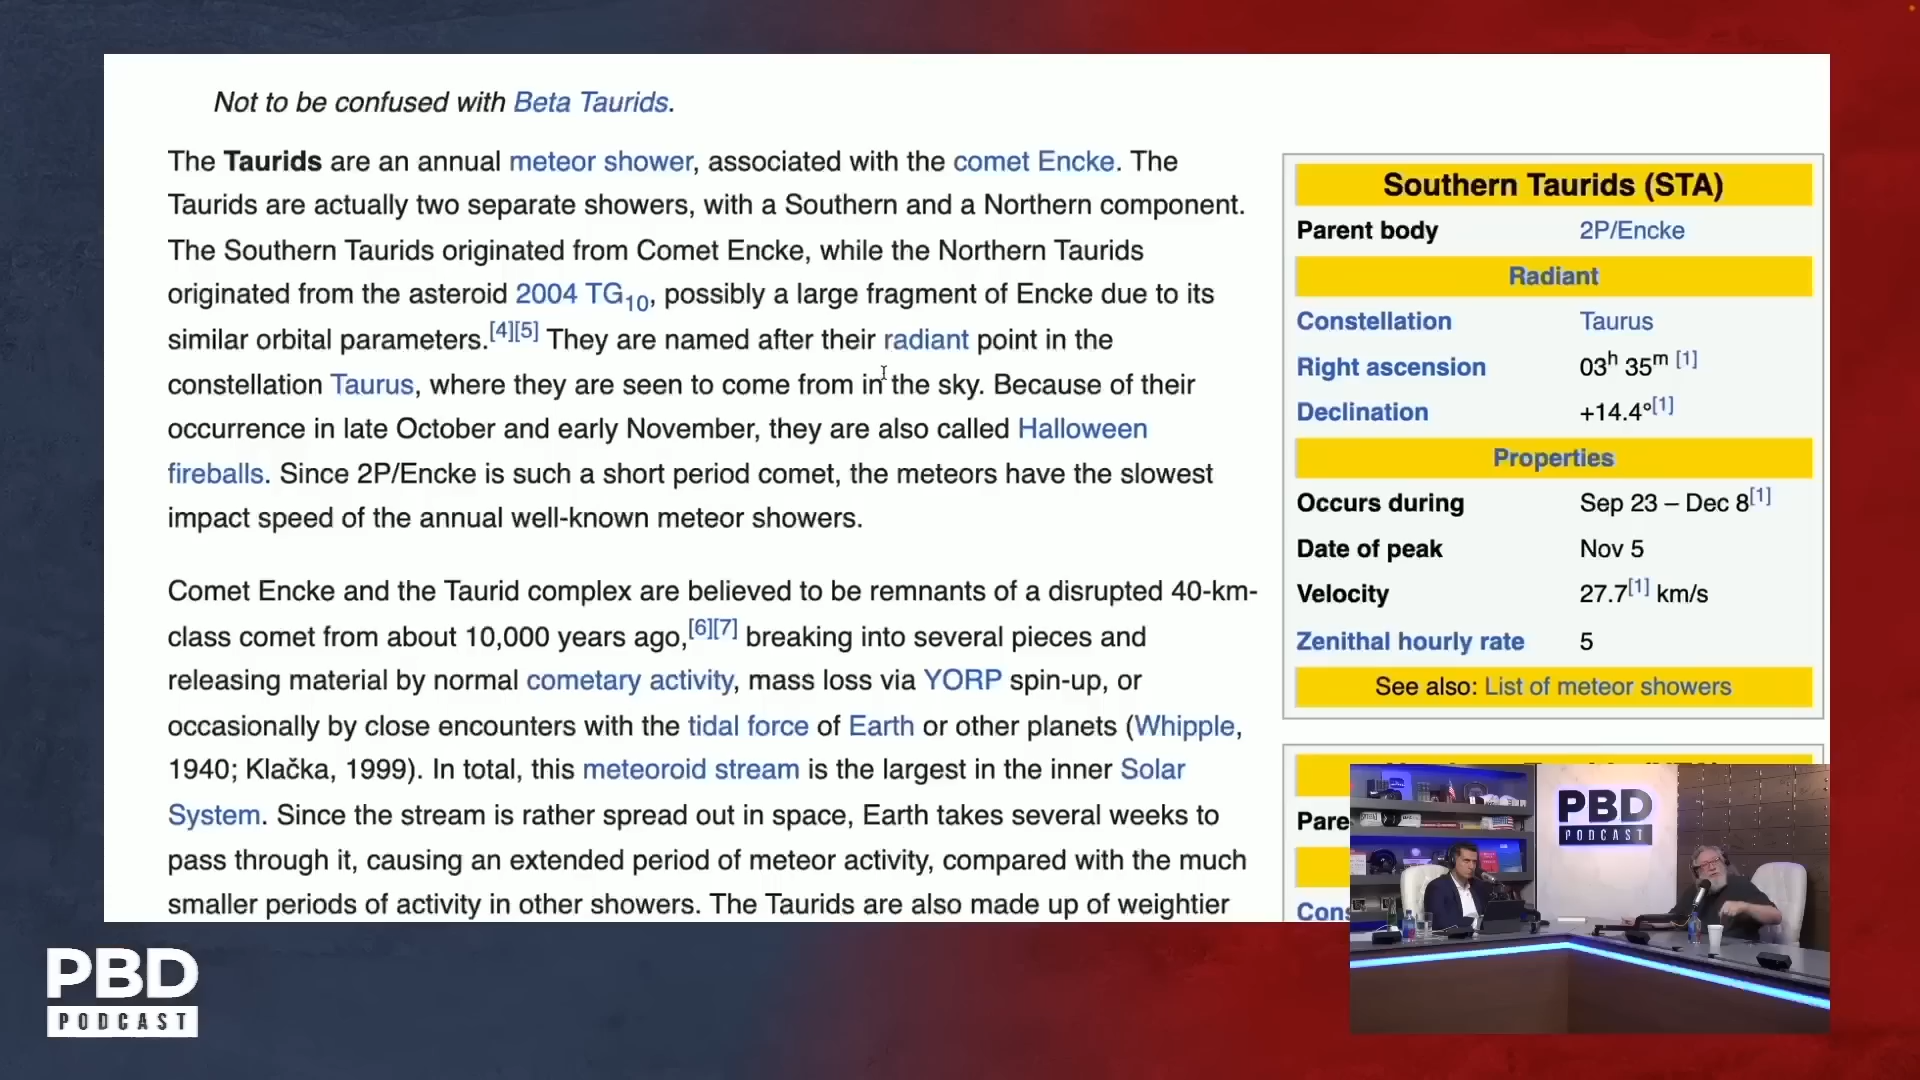 Not to be confused with Beta Taurids.
The Taurids are an annual meteor shower, associated with the comet Encke. The
Taurids are actually two separate showers, with a Southern and a Northern component.
The Southern Taurids originated from Comet Encke, while the Northern Taurids
originated from the asteroid 2004 TG10, possibly a large fragment of Encke due to its
similar orbital parameters.[4][5] They are named after their radiant point in the
constellation Taurus, where they are seen to come from in the sky. Because of their
occurrence in late October and early November, they are also called Halloween
fireballs. Since 2P/Encke is such a short period comet, the meteors have the slowest
impact speed of the annual well-known meteor showers.
Comet Encke and the Taurid complex are believed to be remnants of a disrupted 40-km-
class comet from about 10,000 years ago,[6][7] breaking into several pieces and
releasing material by normal cometary activity, mass loss via YORP spin-up, or
occasionally by close encounters with the tidal force of Earth or other planets (Whipple,
1940; Klačka, 1999). In total, this meteoroid stream is the largest in the inner Solar
System. Since the stream is rather spread out in space, Earth takes several weeks to
pass through it, causing an extended period of meteor activity, compared with the much
smaller periods of activity in other showers. The Taurids are also made up of weightier
Southern Taurids (STA)
Parent body 2P/Encke
Radiant
Constellation Taurus
Right ascension 03h 35m [1]
Declination +14.4°[1]
Properties
Occurs during Sep 23 – Dec 8[1]
Date of peak Nov 5
Velocity 27.7[1] km/s
Zenithal hourly rate 5
See also: List of meteor showers
Pare
Cons
PBD
PODCAST
PBD
PODCAST